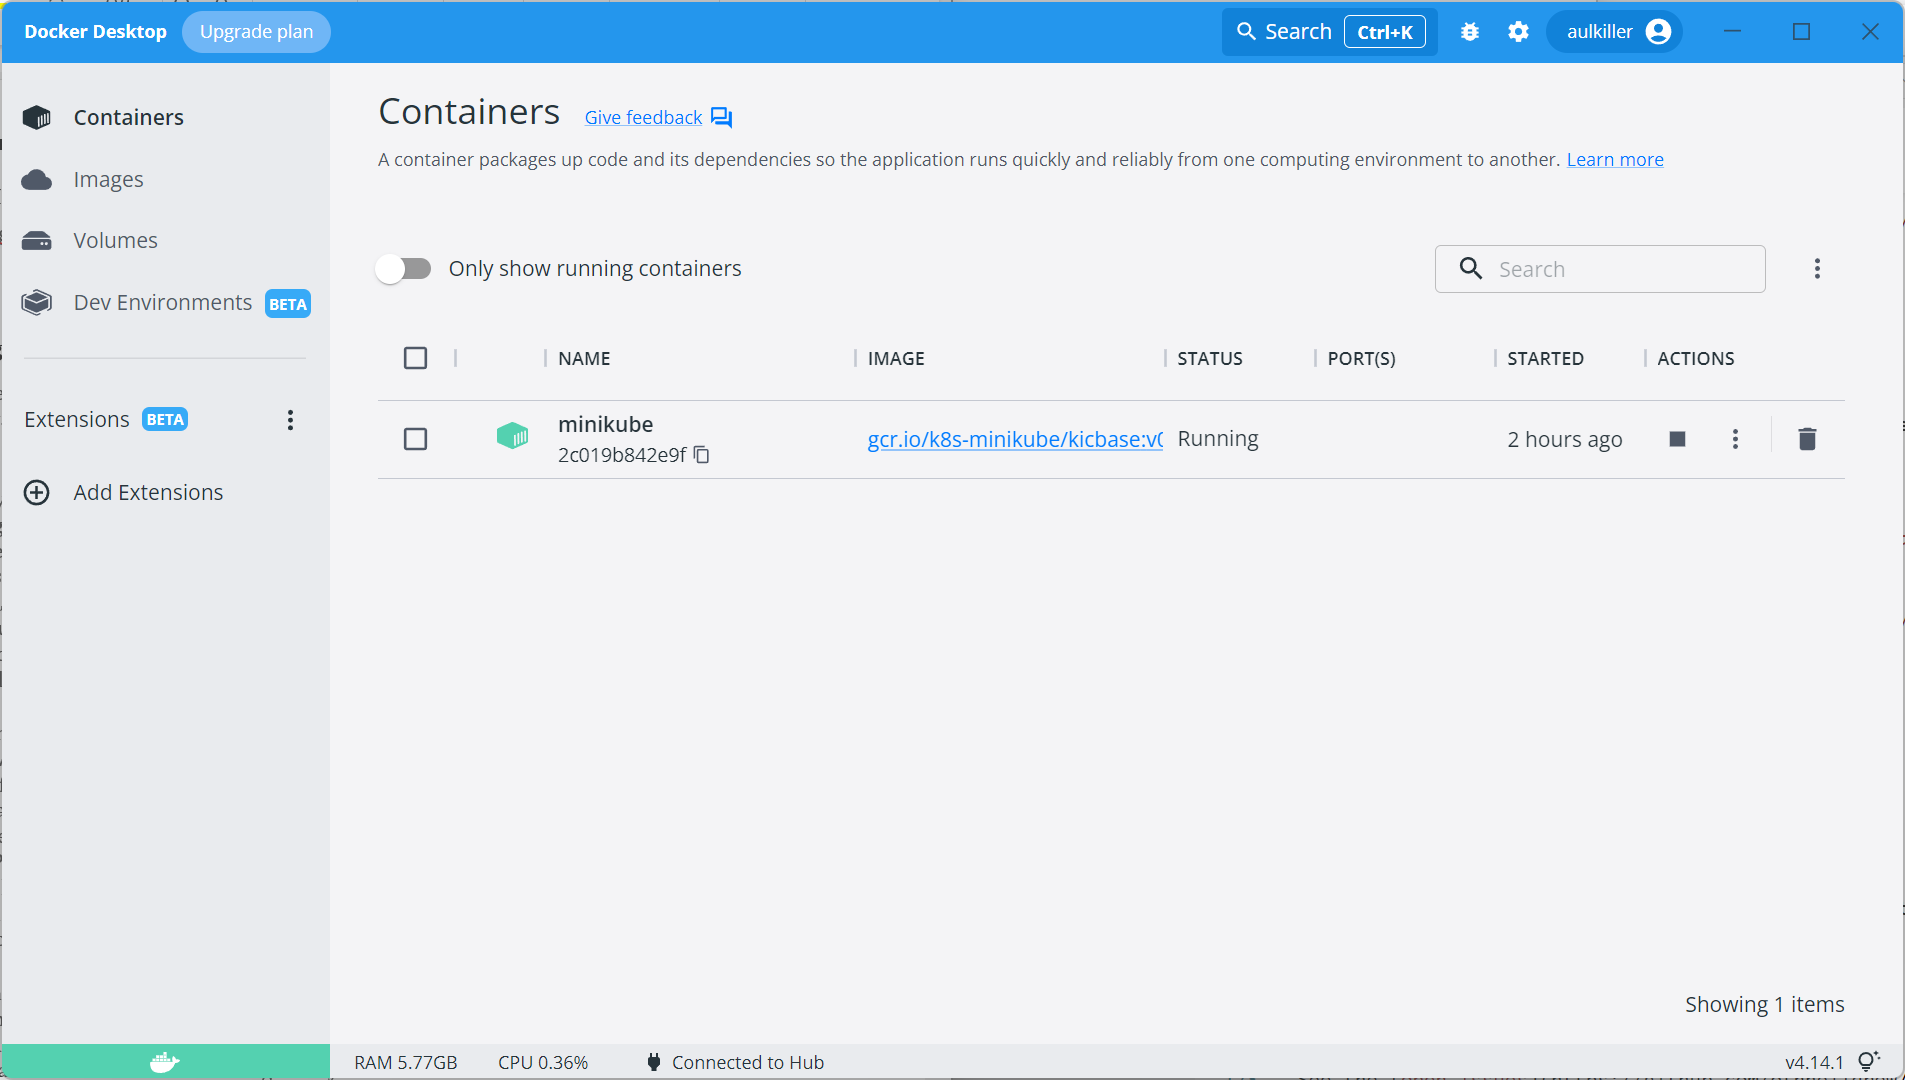 Docker Desktop Upgrade plan Search Ctrl+K aulkiller
Containers
Images
Volumes
Dev Environments BETA
Extensions BETA
Add Extensions
Containers Give feedback
A container packages up code and its dependencies so the application runs quickly and reliably from one computing environment to another. Learn more
Only show running containers Search
NAME IMAGE STATUS PORT(S) STARTED ACTIONS
minikube
2c019b842e9f
gcr.io/k8s-minikube/kicbase:v0 Running 2 hours ago
Showing 1 items
RAM 5.77GB CPU 0.36% Connected to Hub v4.14.1